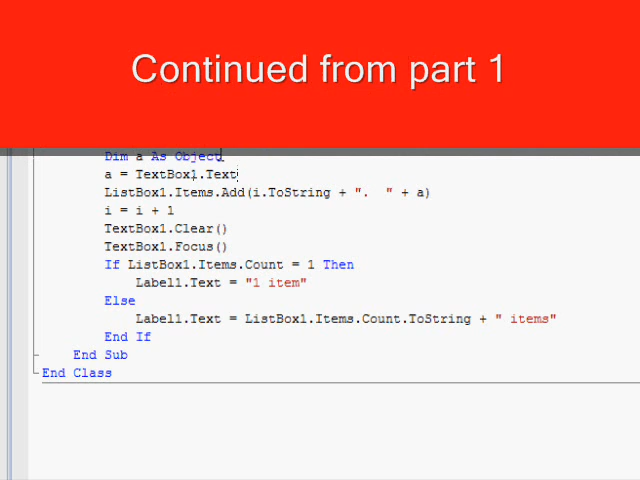 Continued from part 1
Dim a As Object
a = TextBox1.Text
ListBox1.Items.Add(i.ToString + ".  " + a)
i = i + 1
TextBox1.Clear()
TextBox1.Focus()
If ListBox1.Items.Count = 1 Then
Label1.Text = "1 item"
Else
Label1.Text = ListBox1.Items.Count.ToString + " items"
End If
End Sub
End Class